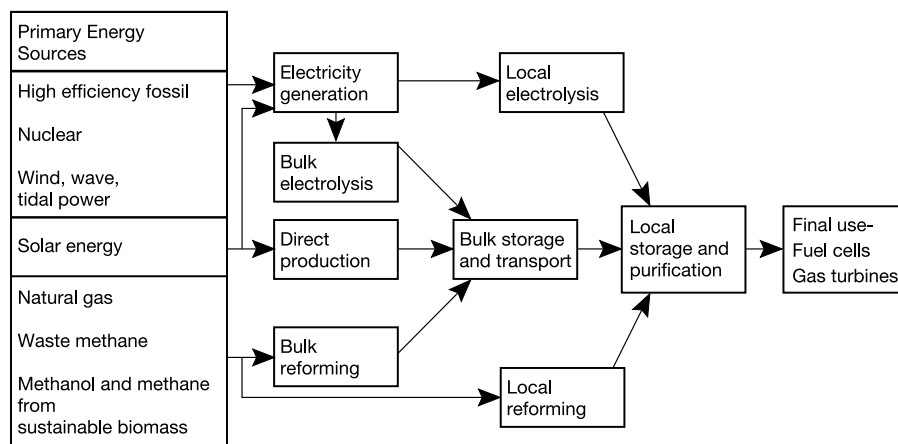 Primary Energy
Sources
High efficiency fossil
Nuclear
Wind, wave,
tidal power
Solar energy
Natural gas
Waste methane
Methanol and methane
from
sustainable biomass
Electricity
generation
Bulk
electrolysis
Direct
production
Bulk
reforming
Local
electrolysis
Bulk storage
and transport
Local
reforming
Local
storage and
purification
Final use-
Fuel cells
Gas turbines